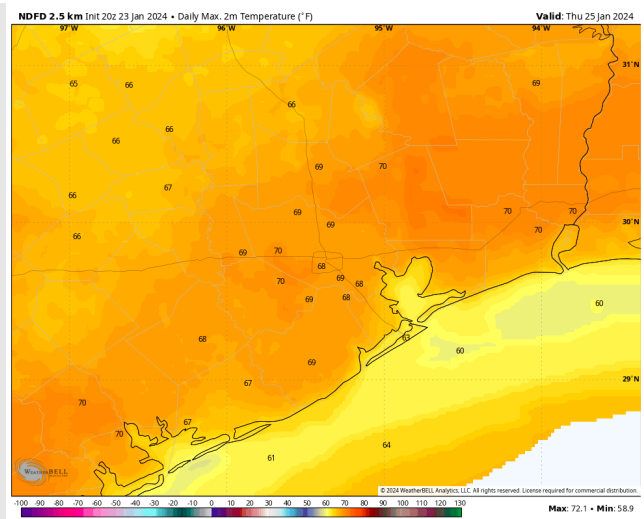 NDFD 2.5 km Init 20z 23 Jan 2024 • Daily Max. 2m Temperature (°F) Valid: Thu 25 Jan 2024
97°W 96°W 95°W 94°W
31°N
65 66 69
66
66
66
69 70
67
66
69 70 70
69 70
66
30°N
69 70
68
70 69 68
69 68
60
68 63
60
69
29°N
67
70
67
70
64
61
WEATHERBELL
© 2024 WeatherBELL Analytics, LLC. All rights reserved. License required for commercial distribution.
-100 -90 -80 -70 -60 -50 -40 -30 -20 -10 0 10 20 30 40 50 60 70 80 90 100 110 120 130
Max: 72.1 • Min: 58.9